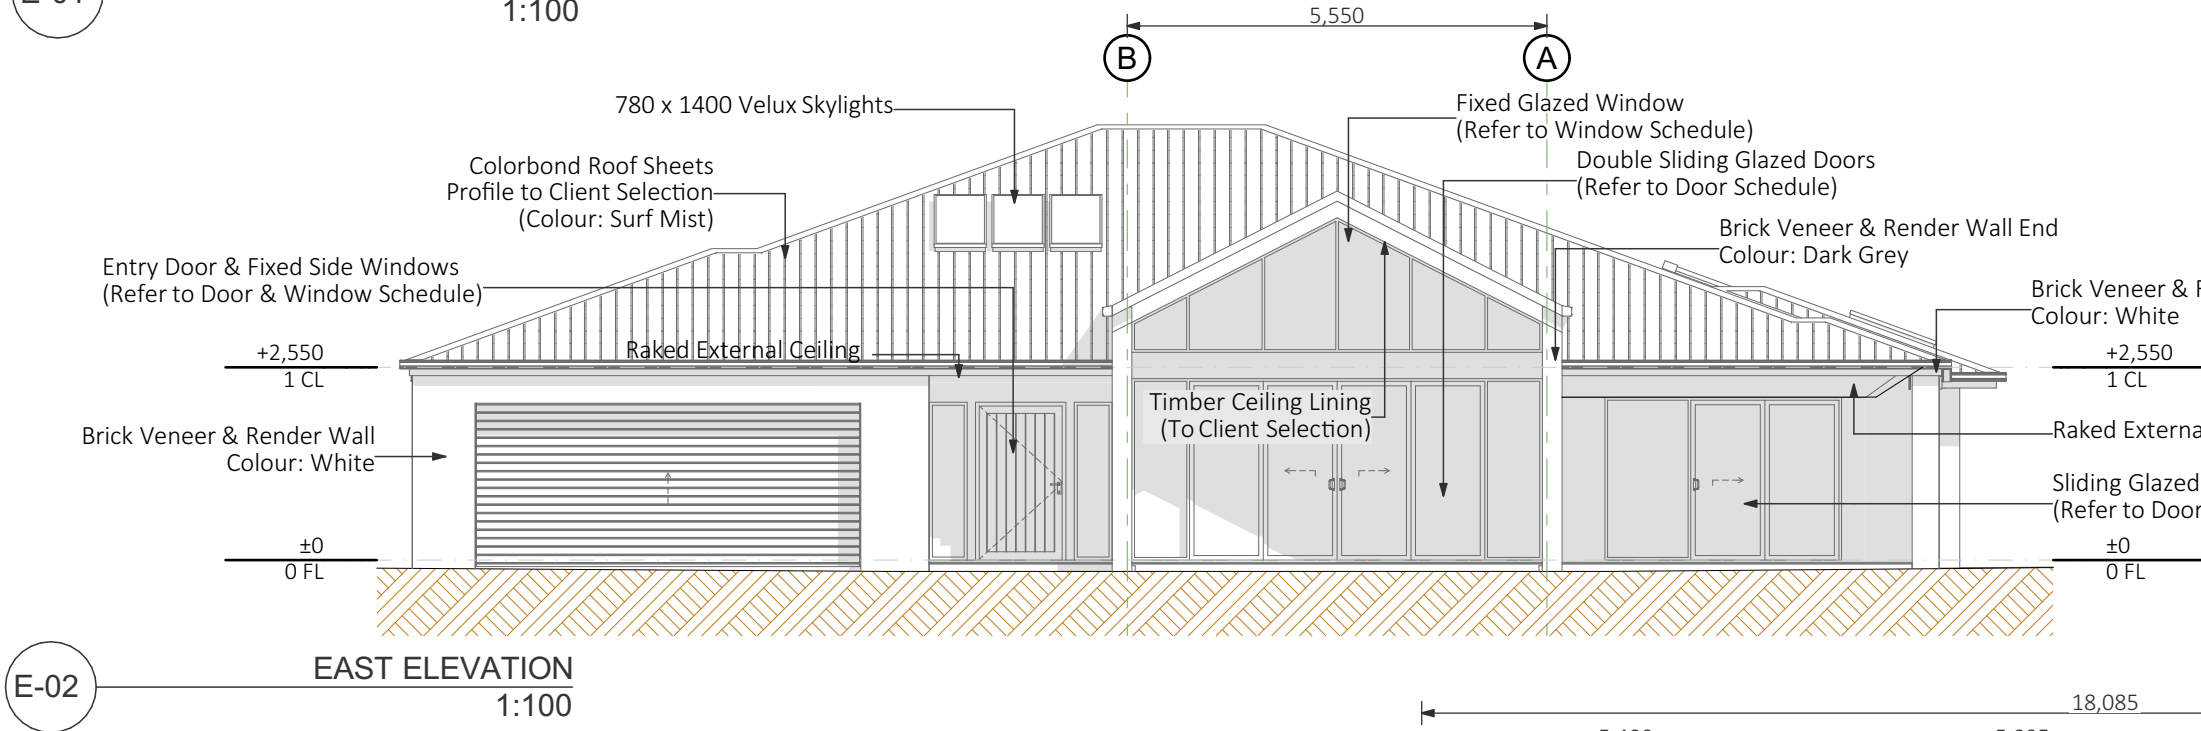 1:100
5,550
B
A
780 x 1400 Velux Skylights
Fixed Glazed Window
(Refer to Window Schedule)
Colorbond Roof Sheets
Profile to Client Selection
(Colour: Surf Mist)
Double Sliding Glazed Doors
(Refer to Door Schedule)
Brick Veneer & Render Wall End
Colour: Dark Grey
Entry Door & Fixed Side Windows
(Refer to Door & Window Schedule)
Brick Veneer &
Colour: White
Raked External Ceiling
+2,550
1 CL
+2,550
1 CL
Timber Ceiling Lining
(To Client Selection)
Brick Veneer & Render Wall
Colour: White
Raked Externa
Sliding Glazed
(Refer to Door
±0
0 FL
±0
0 FL
E-02
EAST ELEVATION
1:100
18,085